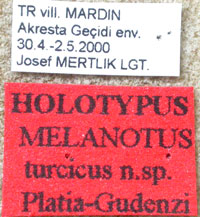 TR vill. MARDIN
Akresta Geçidi env.
30.4.-2.5.2000
Josef MERTLIK LGT.
HOLOTYPUS
MELANOTUS
turcicus n.sp.
Platia-Gudenzi